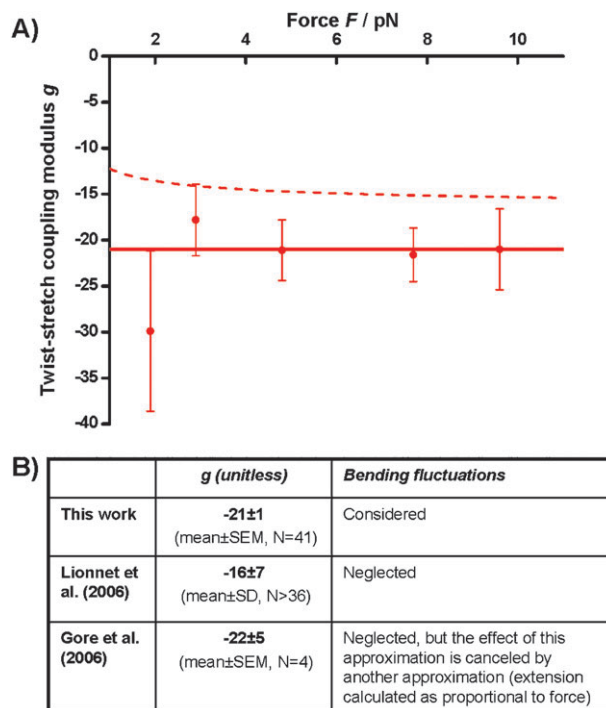 A)
Force F / pN
2 4 6 8 10
Twist-stretch coupling modulus g
0
-5
-10
-15
-20
-25
-30
-35
-40
B)
g (unitless) Bending fluctuations
This work -21±1 Considered
(mean±SEM, N=41)
Lionnet -16±7 Neglected
et al. (2006) (mean±SD, N>36)
Gore et al. -22±5 Neglected, but the effect of this
(2006) (mean±SEM, N=4) approximation is canceled by
another approximation (extension
calculated as proportional to force)